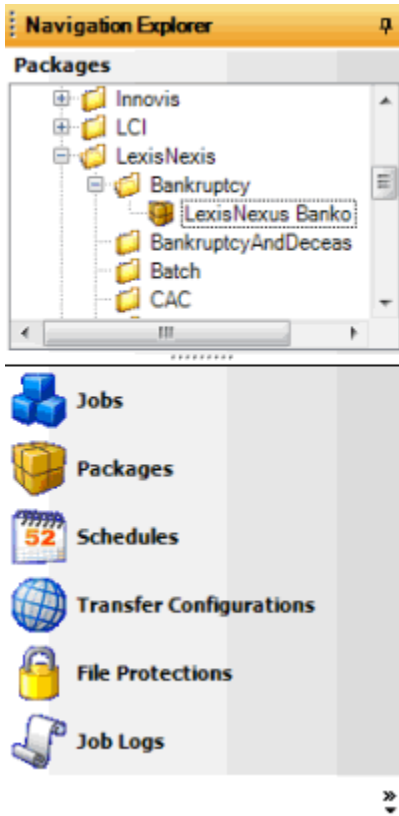 Navigation Explorer
Packages
Innovis
LCI
LexisNexis
Bankruptcy
LexisNexus Banko
BankruptcyAndDeceas
Batch
CAC
Jobs
Packages
52
Schedules
Transfer Configurations
File Protections
Job Logs